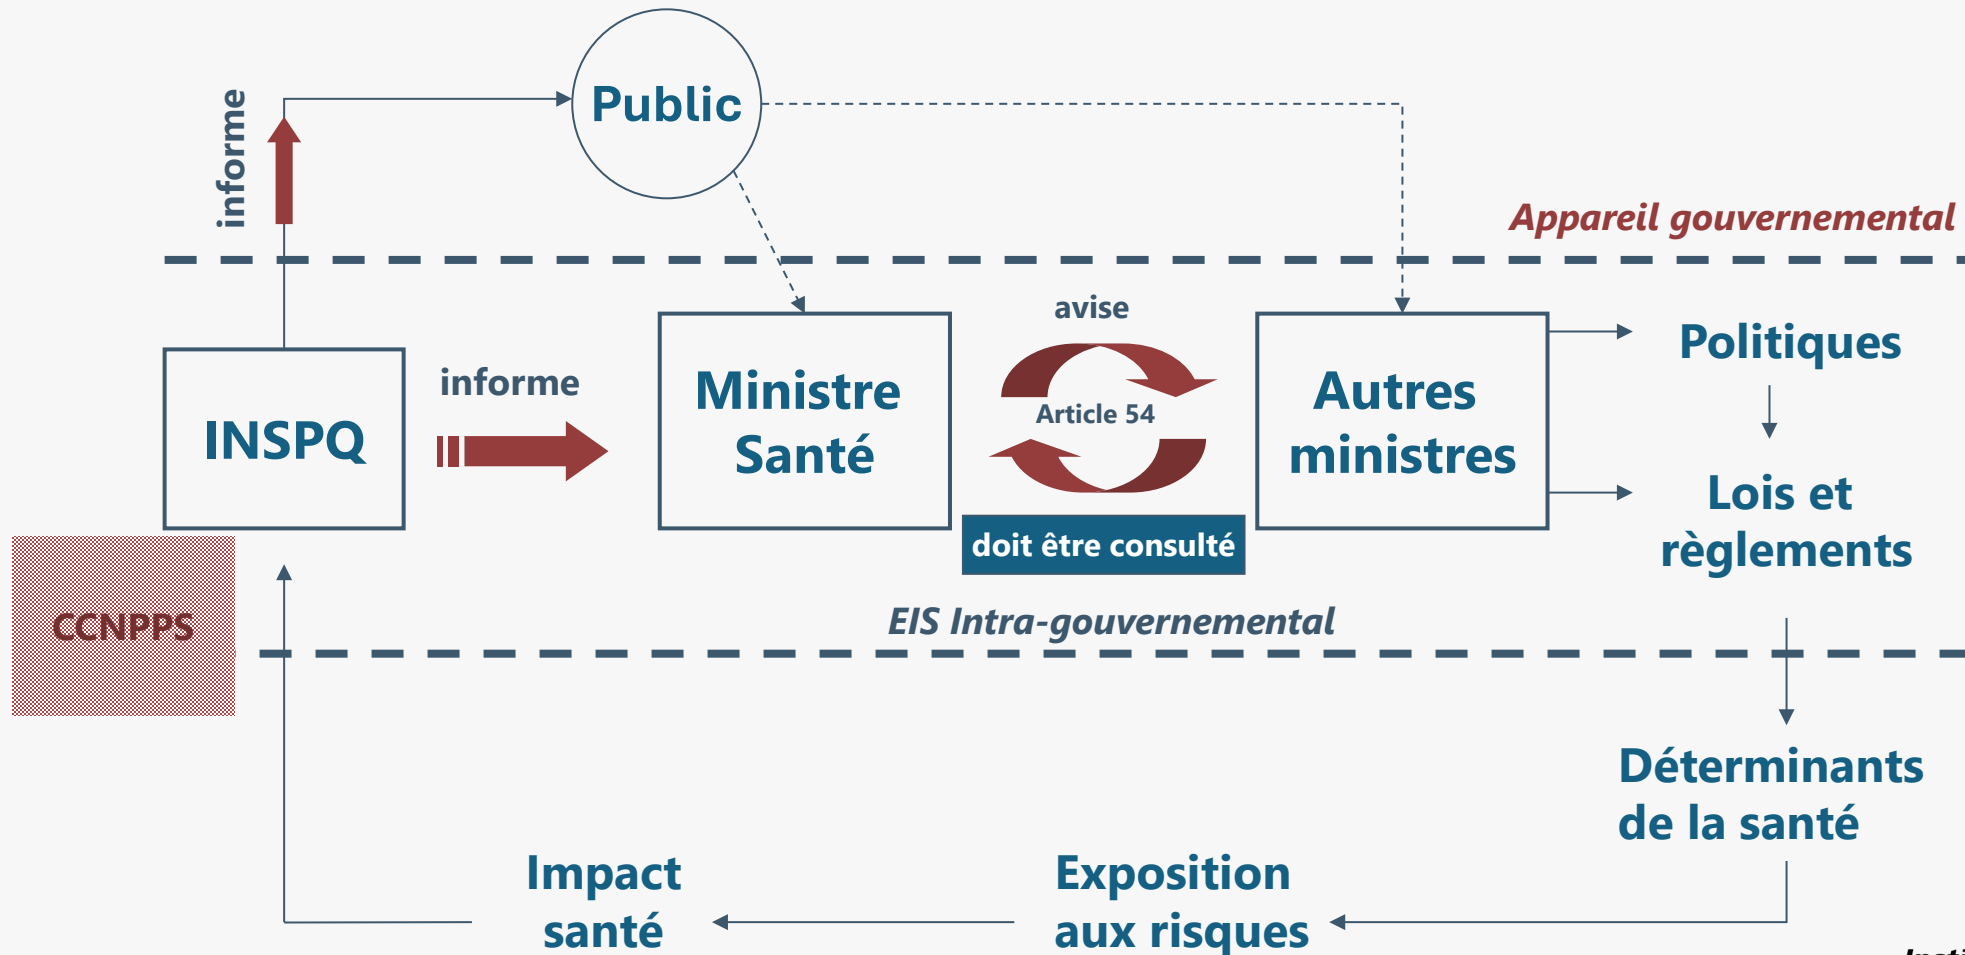 informe
Public
Appareil gouvernemental
avise
informe
INSPQ
Ministre
Santé
Article 54
Autres
ministres
Politiques
Lois et
règlements
doit être consulté
CCNPPS
EIS Intra-gouvernemental
Déterminants
de la santé
Impact
santé
Exposition
aux risques